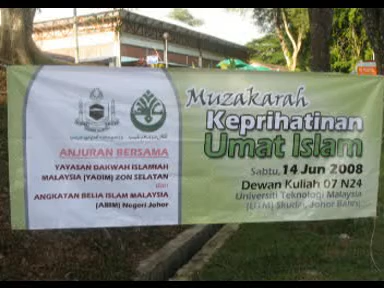 ANJURAN BERSAMA
YAYASAN DAKWAH ISLAMIAH
MALAYSIA (YADIM) ZON SELATAN
dan
ANGKATAN BELIA ISLAM MALAYSIA
(ABIM) Negeri Johor
Muzakarah
Keprihatinan
Umat Islam
Sabtu, 14 Jun 2008
Dewan Kuliah 07 N24
Universiti Teknologi Malaysia
(UTM) Skudai, Johor Bahru